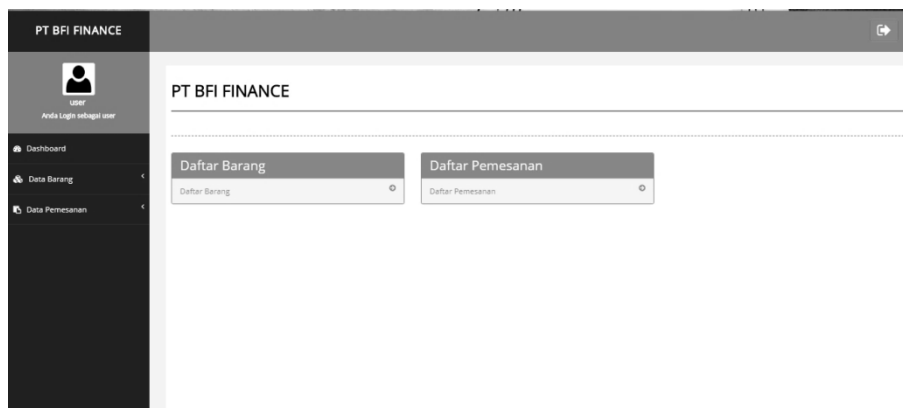 PT BFI FINANCE
user
Anda Login sebagai user
Dashboard
Data Barang
Data Pemesanan
PT BFI FINANCE
Daftar Barang
Daftar Barang
Daftar Pemesanan
Daftar Pemesanan